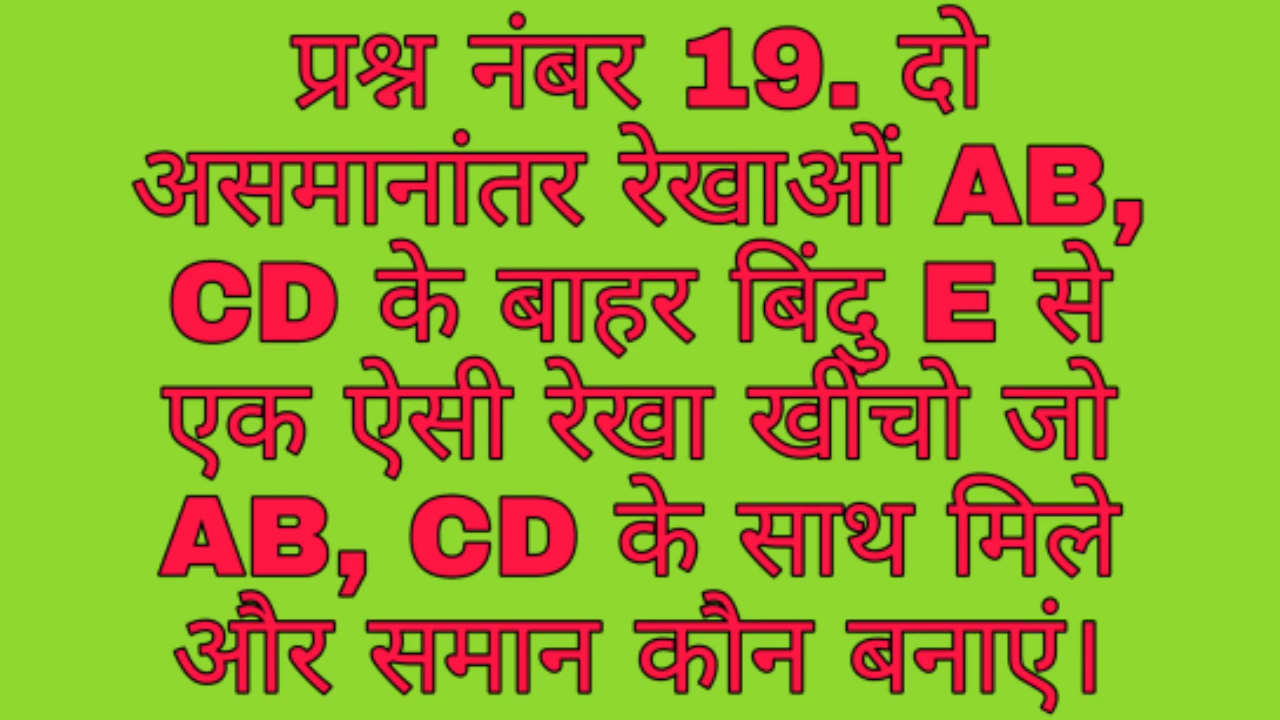 प्रश्न नंबर 19. दो
असमानांतर रेखाओं AB,
CD के बाहर बिंदु E से
एक ऐसी रेखा खींचो जो
AB, CD के साथ मिले
और समान कौन बनाएं।